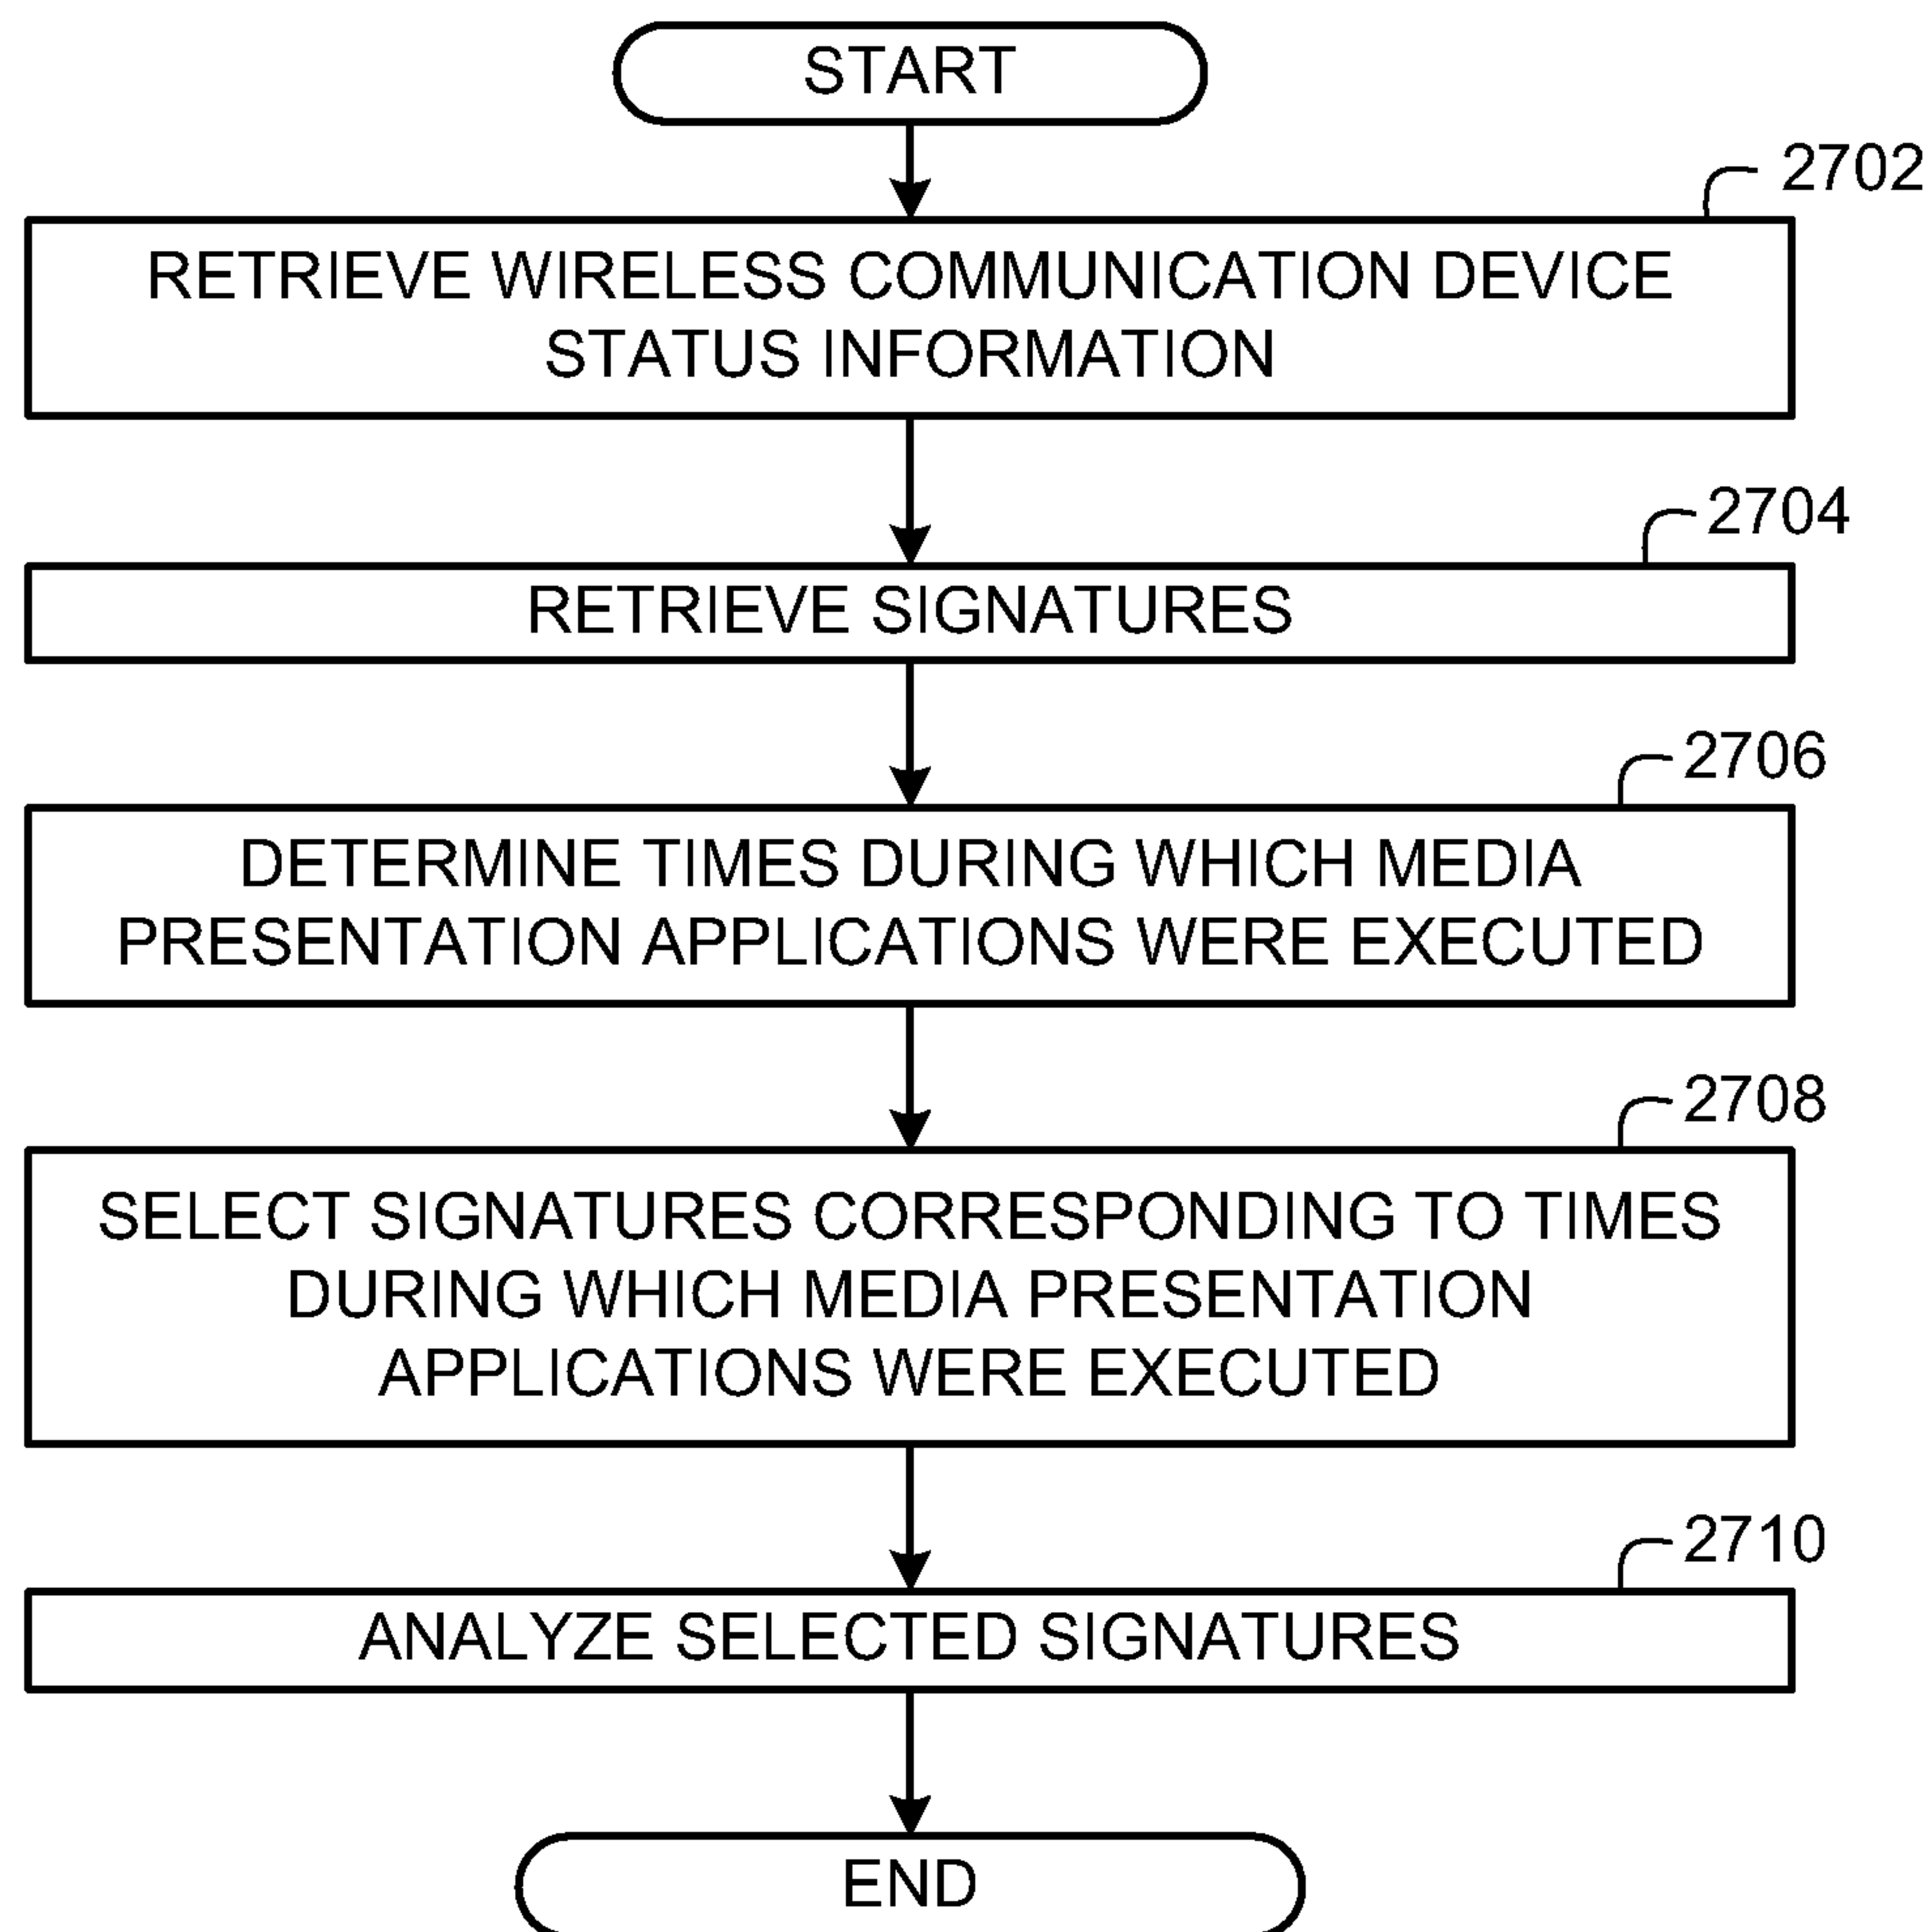 START
2702
RETRIEVE WIRELESS COMMUNICATION DEVICE
STATUS INFORMATION
2704
RETRIEVE SIGNATURES
2706
DETERMINE TIMES DURING WHICH MEDIA
PRESENTATION APPLICATIONS WERE EXECUTED
2708
SELECT SIGNATURES CORRESPONDING TO TIMES
DURING WHICH MEDIA PRESENTATION
APPLICATIONS WERE EXECUTED
2710
ANALYZE SELECTED SIGNATURES
END